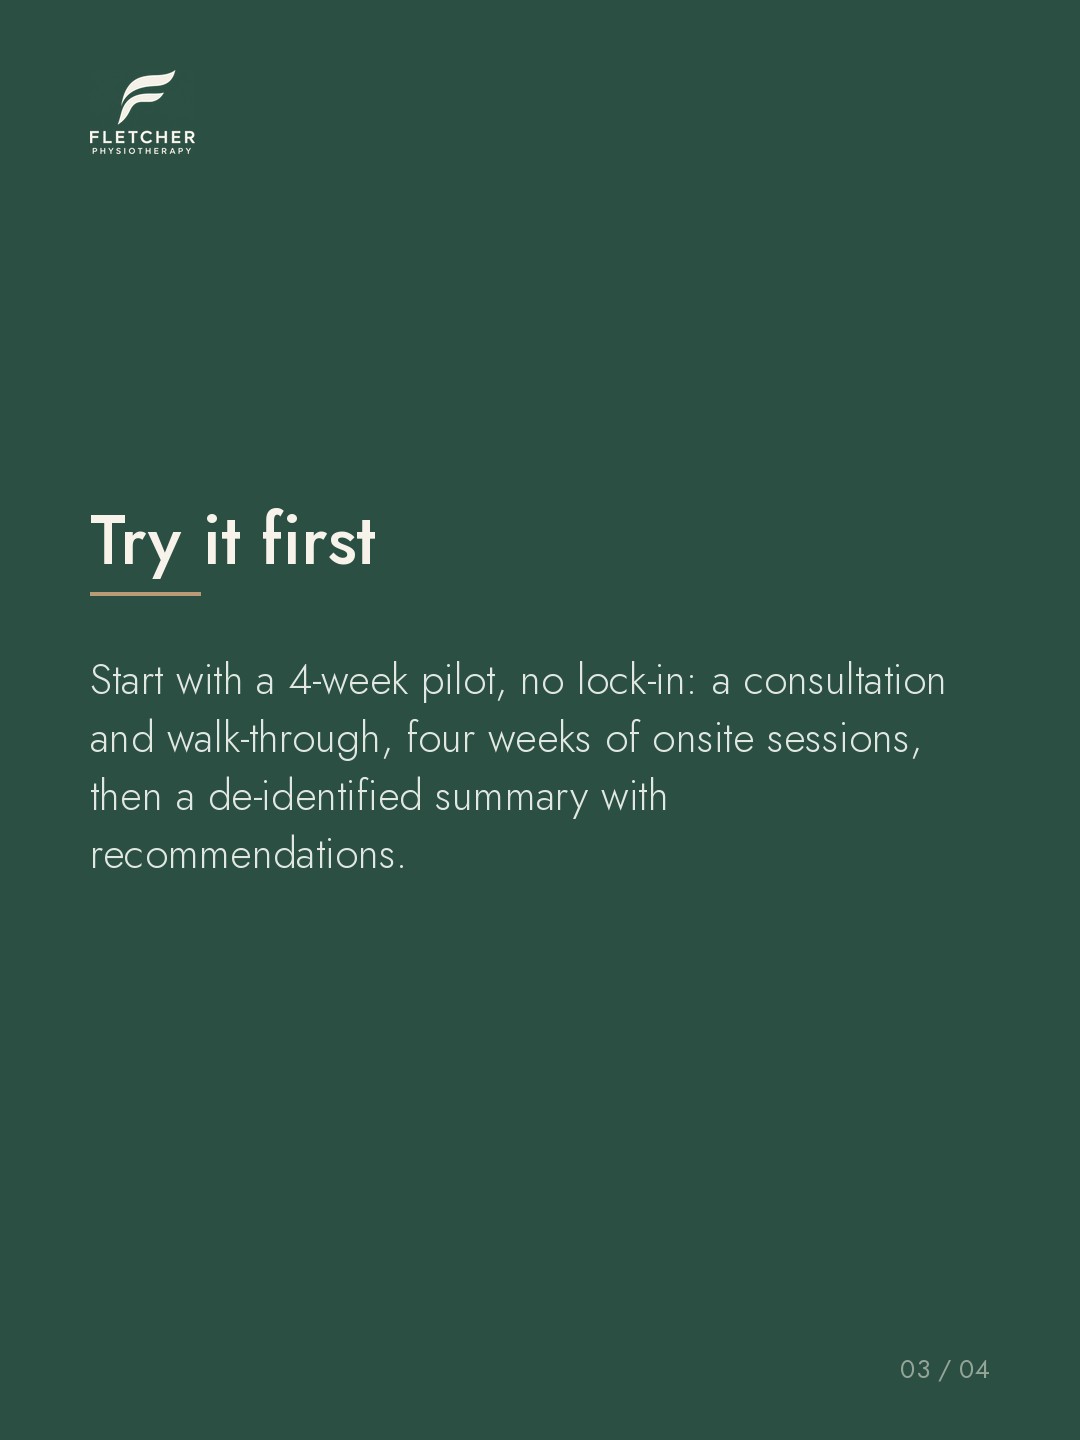 FLETCHER
PHYSIOTHERAPY
Try it first
Start with a 4-week pilot, no lock-in: a consultation
and walk-through, four weeks of onsite sessions,
then a de-identified summary with
recommendations.
03 / 04